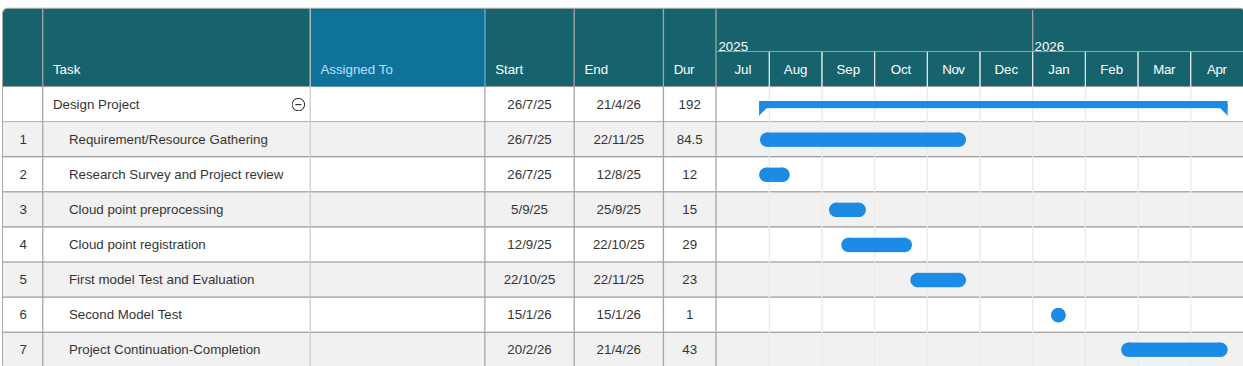 2025 2026
Task Assigned To Start End Dur Jul Aug Sep Oct Nov Dec Jan Feb Mar Apr
Design Project 26/7/25 21/4/26 192
1 Requirement/Resource Gathering 26/7/25 22/11/25 84.5
2 Research Survey and Project review 26/7/25 12/8/25 12
3 Cloud point preprocessing 5/9/25 25/9/25 15
4 Cloud point registration 12/9/25 22/10/25 29
5 First model Test and Evaluation 22/10/25 22/11/25 23
6 Second Model Test 15/1/26 15/1/26 1
7 Project Continuation-Completion 20/2/26 21/4/26 43